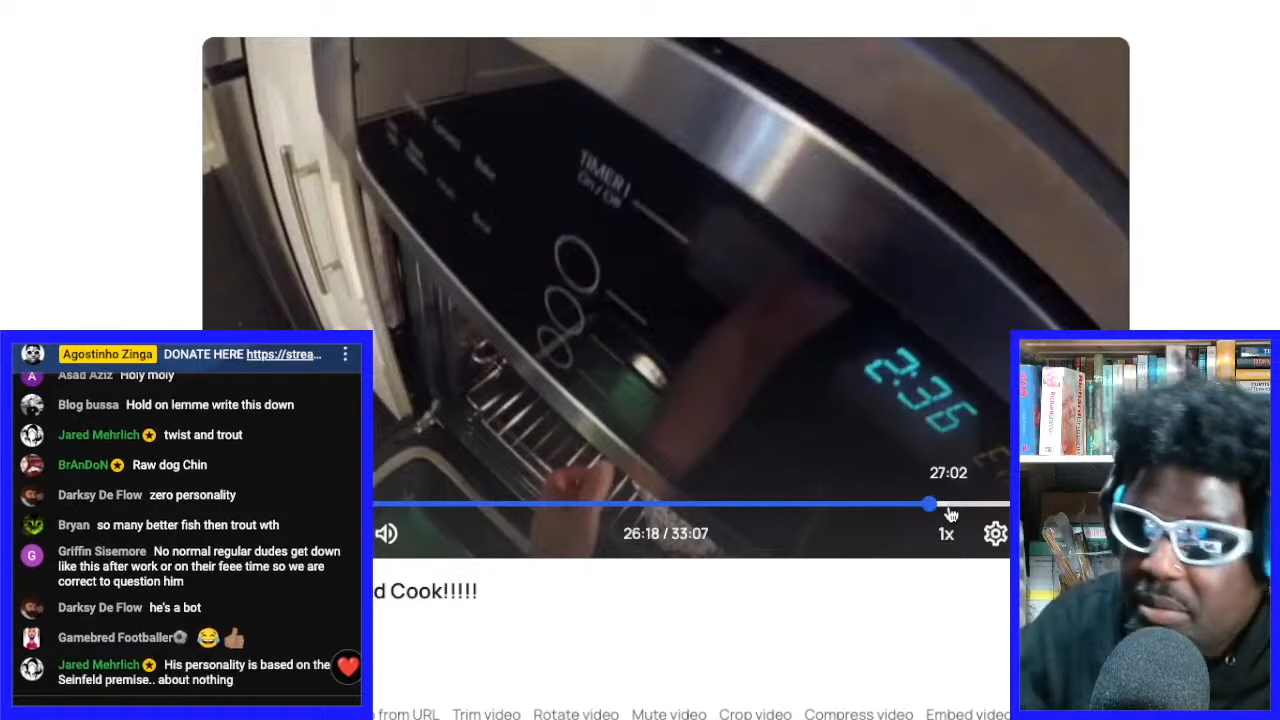 TIMER 1
On / Off
2:36
27:02
26:18 / 33:07
1x
Agostinho Zinga DONATE HERE https://strea...
Asad Aziz Holy moly
Blog bussa Hold on lemme write this down
Jared Mehrlich twist and trout
BrAnDoN Raw dog Chin
Darksy De Flow zero personality
Bryan so many better fish then trout wth
Griffin Sisemore No normal regular dudes get down
like this after work or on their feee time so we are
correct to question him
Darksy De Flow he's a bot
Gamebred Footballer⚽ 😂👍🏽
Jared Mehrlich His personality is based on the
Seinfeld premise.. about nothing
d Cook!!!!!
from URL Trim video Rotate video Mute video Crop video Compress video Embed video